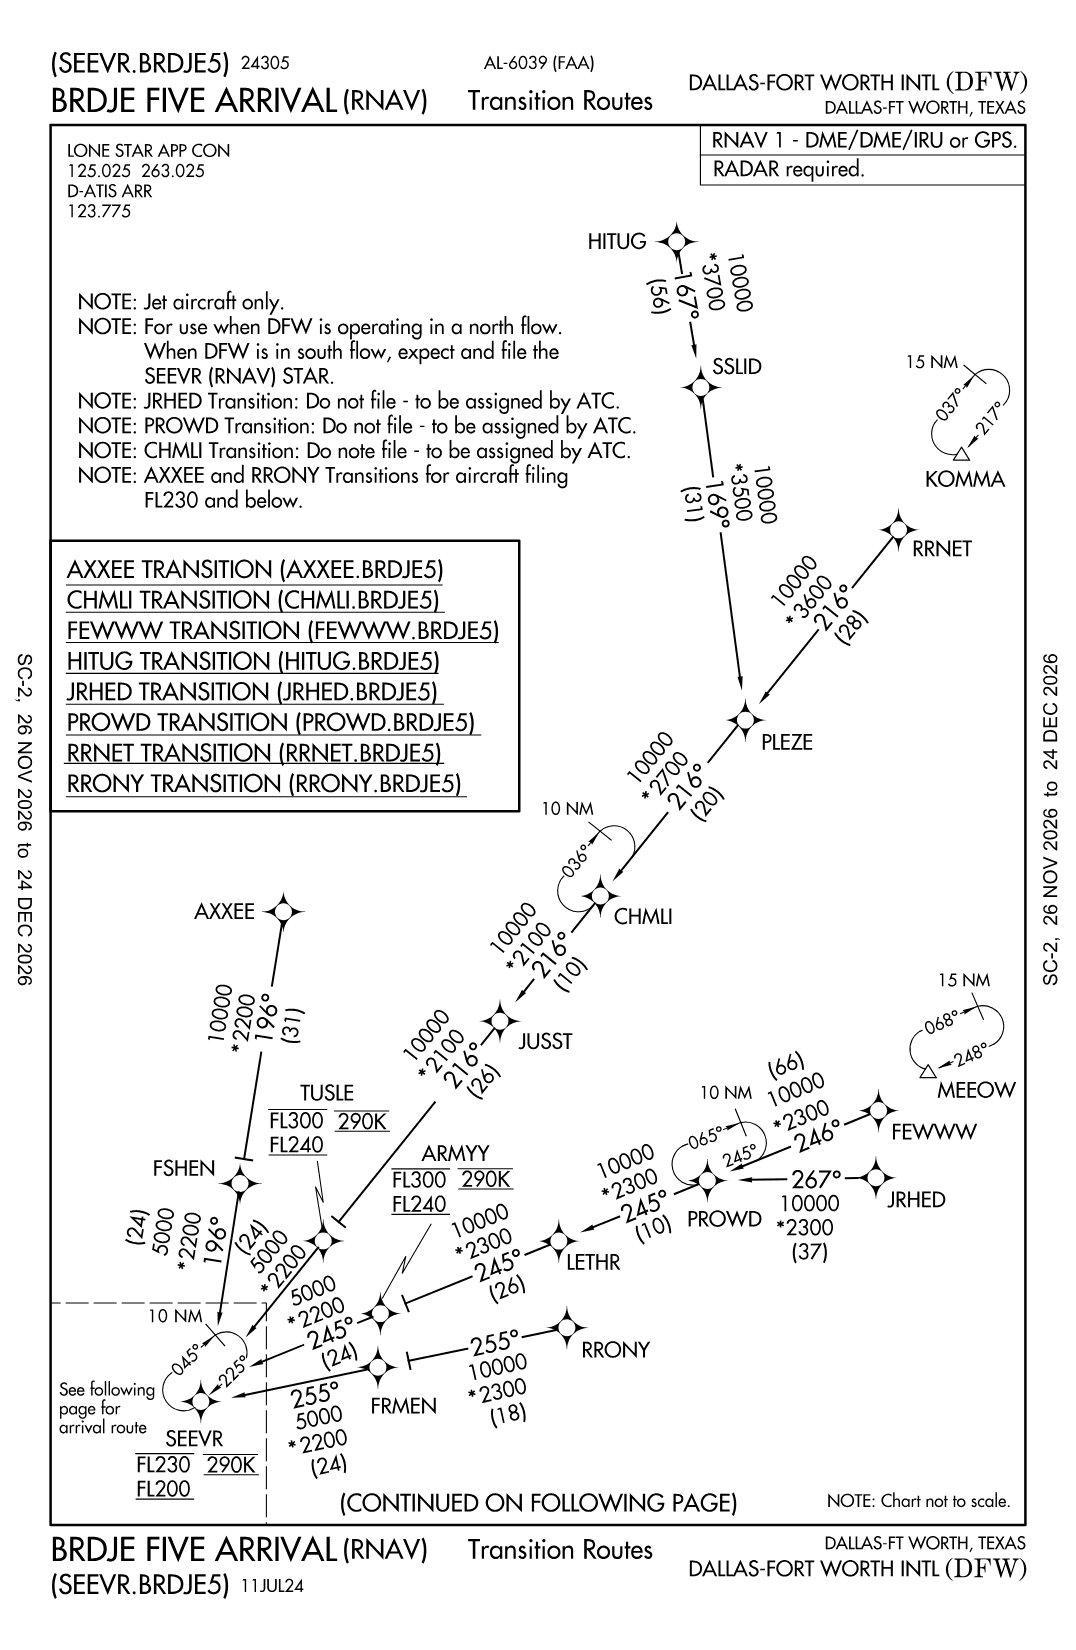 (SEEVR.BRDJE5) 24305
AL-6039 (FAA)
DALLAS-FORT WORTH INTL (DFW)
BRDJE FIVE ARRIVAL (RNAV)
Transition Routes
DALLAS-FT WORTH, TEXAS
LONE STAR APP CON
125.025 263.025
D-ATIS ARR
123.775
RNAV 1 - DME/DME/IRU or GPS.
RADAR required.
NOTE: Jet aircraft only.
NOTE: For use when DFW is operating in a north flow.
When DFW is in south flow, expect and file the
SEEVR (RNAV) STAR.
NOTE: JRHED Transition: Do not file - to be assigned by ATC.
NOTE: PROWD Transition: Do not file - to be assigned by ATC.
NOTE: CHMLI Transition: Do note file - to be assigned by ATC.
NOTE: AXXEE and RRONY Transitions for aircraft filing
FL230 and below.
HITUG
10000
*3700
167°
(56)
SSLID
10000
*3500
169°
(31)
15 NM
037°
217°
KOMMA
RRNET
10000
*3600
216°
(28)
PLEZE
AXXEE TRANSITION (AXXEE.BRDJE5)
CHMLI TRANSITION (CHMLI.BRDJE5)
FEWWW TRANSITION (FEWWW.BRDJE5)
HITUG TRANSITION (HITUG.BRDJE5)
JRHED TRANSITION (JRHED.BRDJE5)
PROWD TRANSITION (PROWD.BRDJE5)
RRNET TRANSITION (RRNET.BRDJE5)
RRONY TRANSITION (RRONY.BRDJE5)
SC-2, 26 NOV 2026 to 24 DEC 2026
SC-2, 26 NOV 2026 to 24 DEC 2026
10000
*2700
216°
(20)
10 NM
036°
CHMLI
10000
*2100
216°
(10)
JUSST
10000
*2100
216°
(26)
AXXEE
10000
*2200
196°
(31)
TUSLE
FL300 290K
FL240
FSHEN
(24)
5000
*2200
196°
(24)
5000
*2200
ARMYY
FL300 290K
FL240
15 NM
068°
248°
MEEOW
(66)
10000
*2300
246°
FEWWW
10 NM
065°
245°
PROWD
267°
10000
*2300
(37)
JRHED
10000
*2300
245°
(10)
LETHR
10000
*2300
245°
(26)
5000
*2200
245°
(24)
255°
10000
*2300
(18)
RRONY
FRMEN
255°
5000
*2200
(24)
10 NM
045°
225°
See following
page for
arrival route
SEEVR
FL230 290K
FL200
(CONTINUED ON FOLLOWING PAGE)
NOTE: Chart not to scale.
BRDJE FIVE ARRIVAL (RNAV)
Transition Routes
DALLAS-FT WORTH, TEXAS
(SEEVR.BRDJE5) 11JUL24
DALLAS-FORT WORTH INTL (DFW)